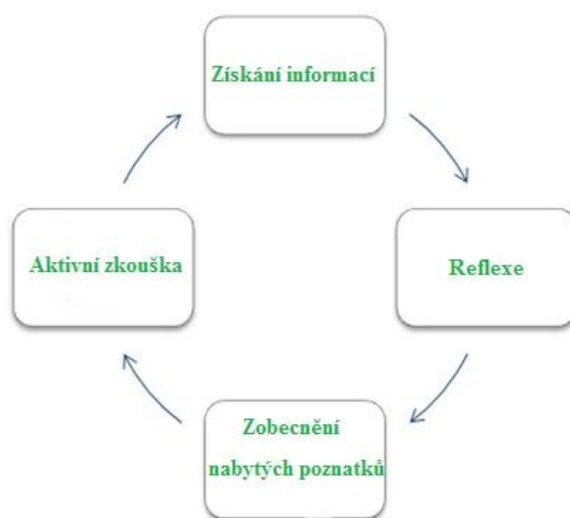 Získání informací
Reflexe
Zobecnění
nabytých poznatků
Aktivní zkouška